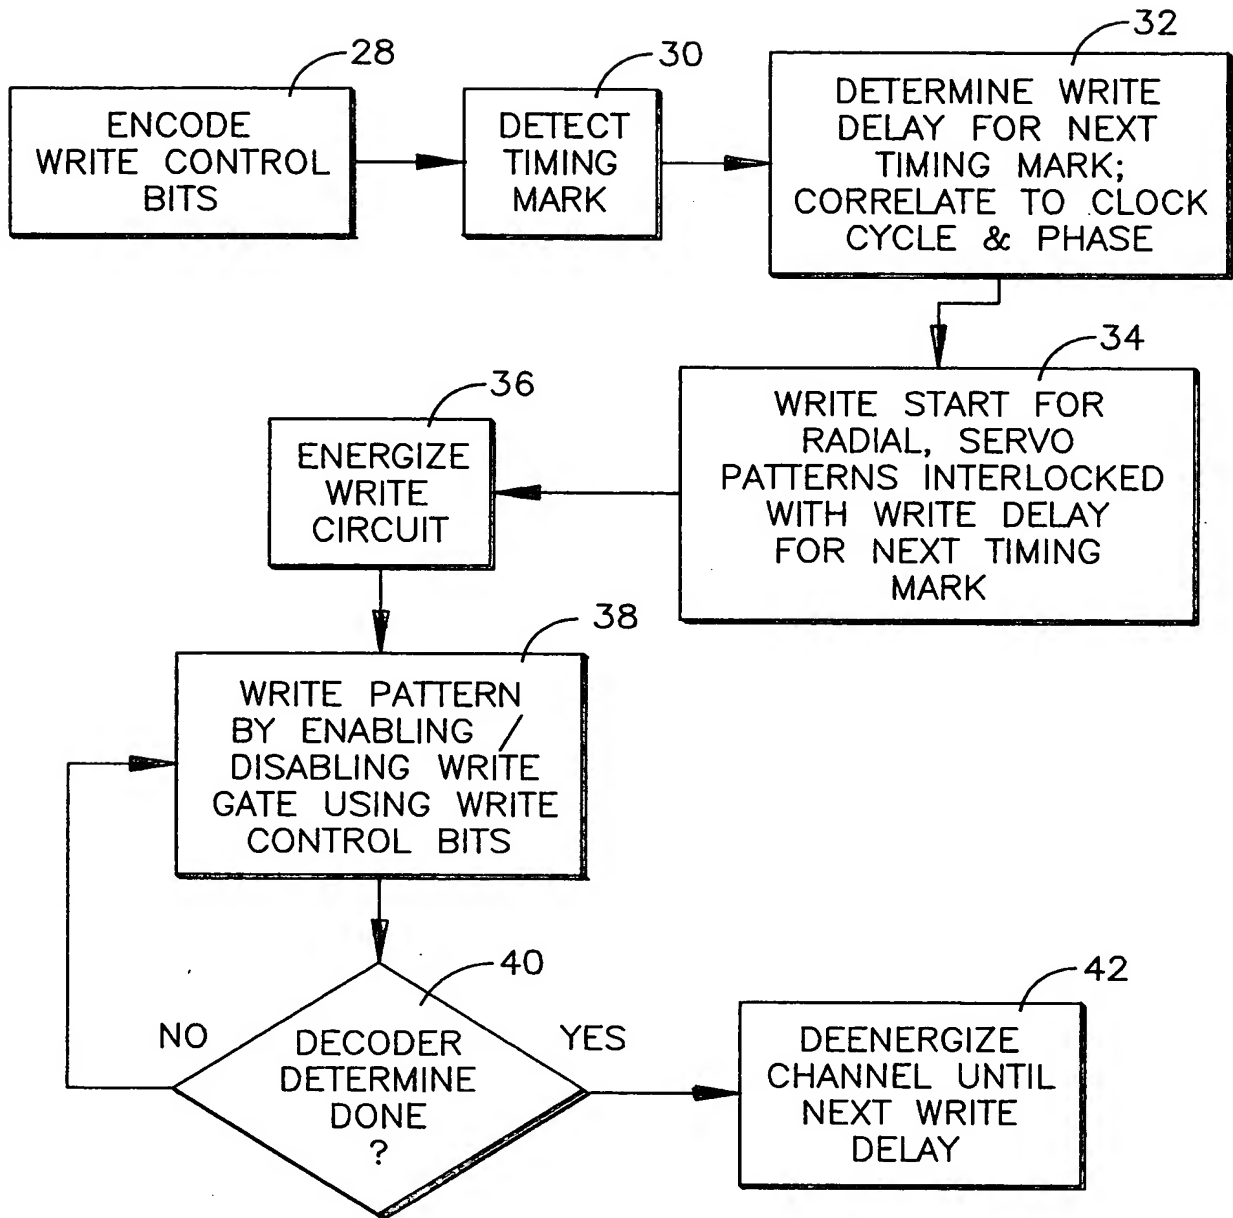 28
ENCODE
WRITE CONTROL
BITS
30
DETECT
TIMING
MARK
32
DETERMINE WRITE
DELAY FOR NEXT
TIMING MARK;
CORRELATE TO CLOCK
CYCLE & PHASE
34
WRITE START FOR
RADIAL, SERVO
PATTERNS INTERLOCKED
WITH WRITE DELAY
FOR NEXT TIMING
MARK
36
ENERGIZE
WRITE
CIRCUIT
38
WRITE PATTERN
BY ENABLING/
DISABLING WRITE
GATE USING WRITE
CONTROL BITS
40
DECODER
DETERMINE
DONE
?
NO
YES
42
DEENERGIZE
CHANNEL UNTIL
NEXT WRITE
DELAY